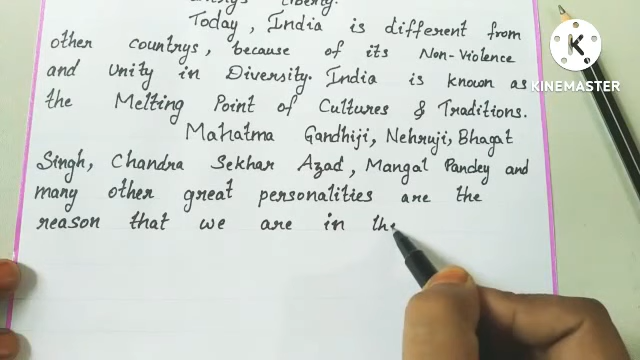 Liberty.
Today, India is different from
other countrys, because of its Non-Violence
and Unity in Diversity. India is known as
the Melting Point of Cultures & Traditions.
Mahatma Gandhiji, Nehruji, Bhagat
Singh, Chandra Sekhar Azad, Mangal Pandey and
many other great personalities are the
reason that we are in the
K
KINEMASTER